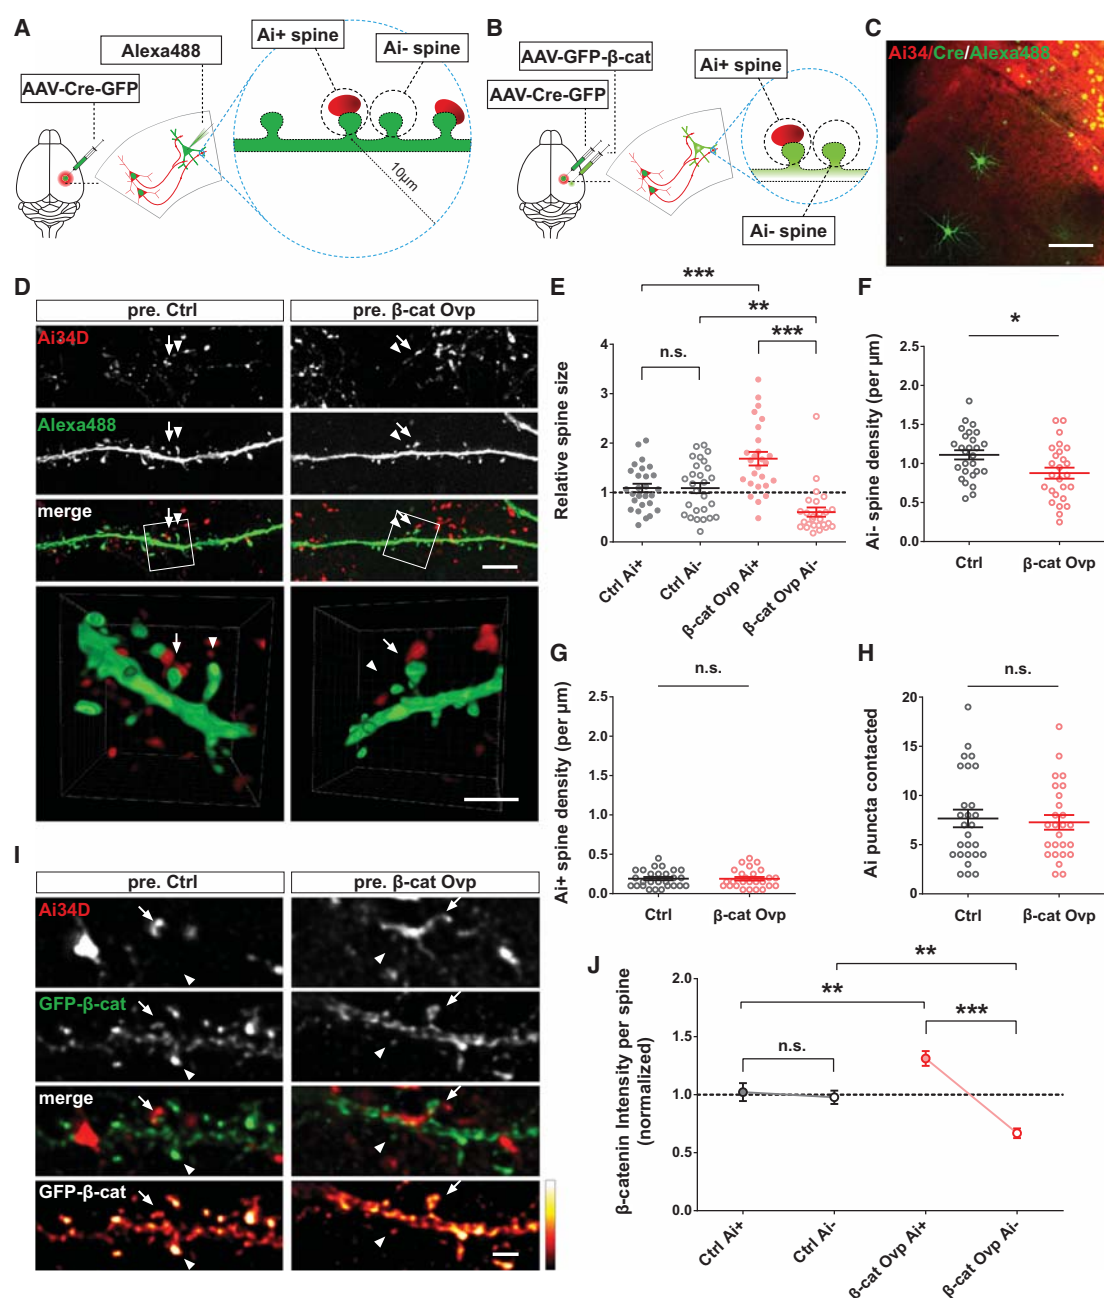 A
Alexa488
Ai+ spine
Ai- spine
AAV-Cre-GFP
10µm
B
AAV-GFP-β-cat
AAV-Cre-GFP
Ai+ spine
Ai- spine
C
Ai34/Cre/Alexa488
D
pre. Ctrl
pre. β-cat Ovp
Ai34D
Alexa488
merge
E
***
**
***
n.s.
Relative spine size
4
3
2
1
0
Ctrl Ai+
Ctrl Ai-
β-cat Ovp Ai+
β-cat Ovp Ai-
F
*
Ai- spine density (per µm)
2.5
2.0
1.5
1.0
0.5
0.0
Ctrl
β-cat Ovp
G
n.s.
Ai+ spine density (per µm)
2.5
2.0
1.5
1.0
0.5
0.0
Ctrl
β-cat Ovp
H
n.s.
Ai puncta contacted
20
15
10
5
0
Ctrl
β-cat Ovp
I
pre. Ctrl
pre. β-cat Ovp
Ai34D
GFP-β-cat
merge
GFP-β-cat
J
**
**
***
n.s.
β-catenin Intensity per spine
(normalized)
2.0
1.5
1.0
0.5
0.0
Ctrl Ai+
Ctrl Ai-
β-cat Ovp Ai+
β-cat Ovp Ai-